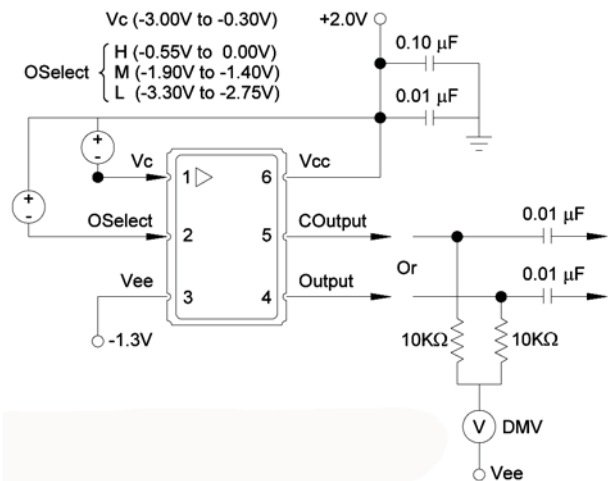 Vc (-3.00V to -0.30V)
+2.0V
OSelect
H (-0.55V to 0.00V)
M (-1.90V to -1.40V)
L (-3.30V to -2.75V)
0.10 µF
0.01 µF
+
-
Vc
+
-
OSelect
Vee
-1.3V
1
2
3
6
5
4
Vcc
COutput
Output
Or
0.01 µF
0.01 µF
10KΩ
10KΩ
V
DMV
Vee